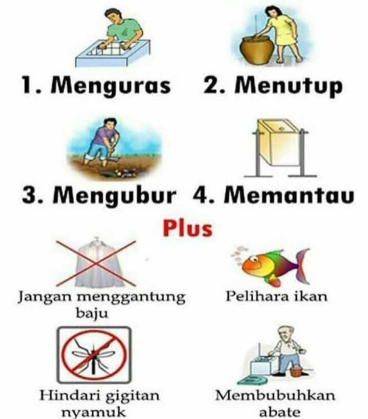 1. Menguras 2. Menutup
3. Mengubur 4. Memantau
Plus
Jangan menggantung baju
Pelihara ikan
Hindari gigitan nyamuk
Membubuhkan abate